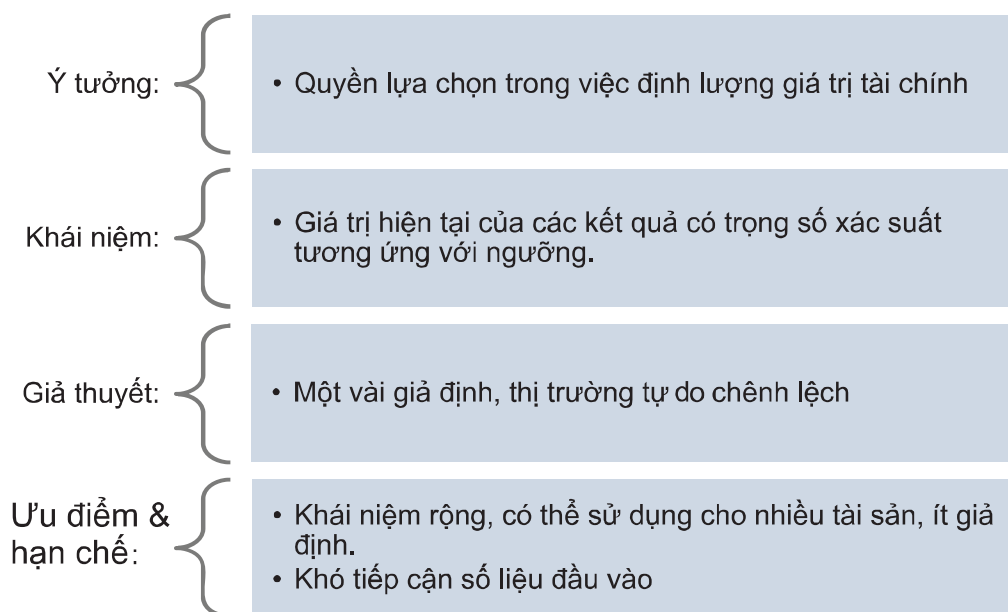 Ý tưởng:
• Quyền lựa chọn trong việc định lượng giá trị tài chính
Khái niệm:
• Giá trị hiện tại của các kết quả có trọng số xác suất
tương ứng với ngưỡng.
Giả thuyết:
• Một vài giả định, thị trường tự do chênh lệch
Ưu điểm &
hạn chế:
• Khái niệm rộng, có thể sử dụng cho nhiều tài sản, ít giả
định.
• Khó tiếp cận số liệu đầu vào